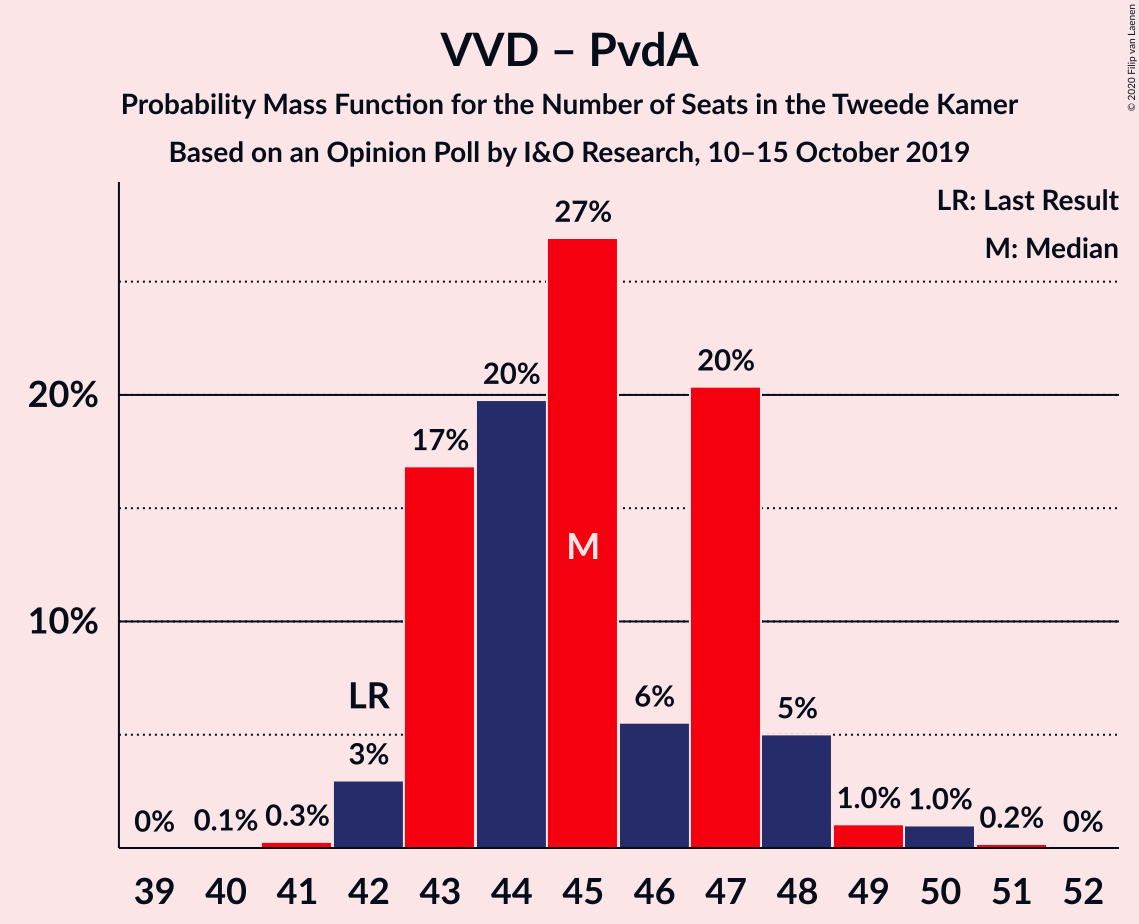 VVD – PvdA
Probability Mass Function for the Number of Seats in the Tweede Kamer
Based on an Opinion Poll by I&O Research, 10–15 October 2019
© 2020 Filip van Laenen
LR: Last Result
M: Median
27%
20%
20%
20%
17%
M
10%
LR
6%
5%
3%
0%
0.1%
0.3%
1.0%
1.0%
0.2%
0%
39 40 41 42 43 44 45 46 47 48 49 50 51 52